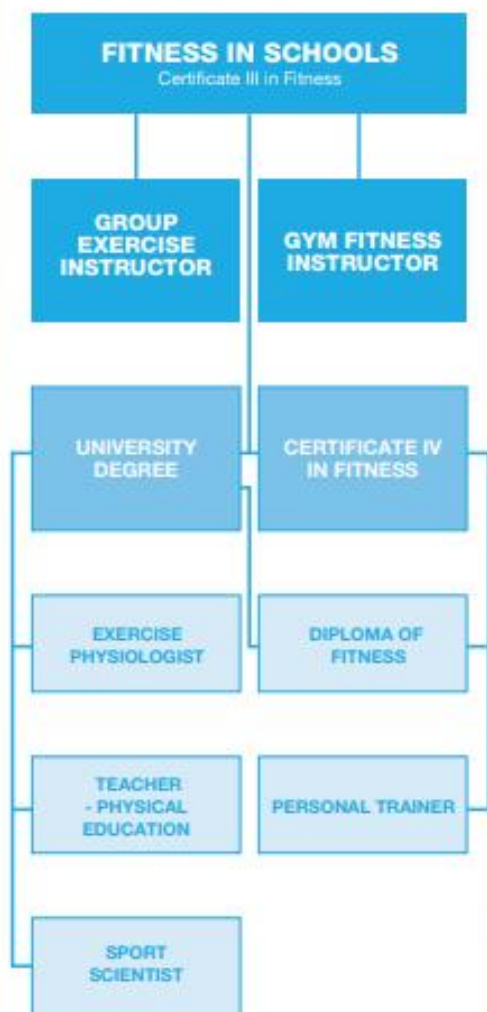 FITNESS IN SCHOOLS
Certificate III in Fitness
GROUP
EXERCISE
INSTRUCTOR
GYM FITNESS
INSTRUCTOR
UNIVERSITY
DEGREE
CERTIFICATE IV
IN FITNESS
EXERCISE
PHYSIOLOGIST
DIPLOMA OF
FITNESS
TEACHER
- PHYSICAL
EDUCATION
PERSONAL TRAINER
SPORT
SCIENTIST